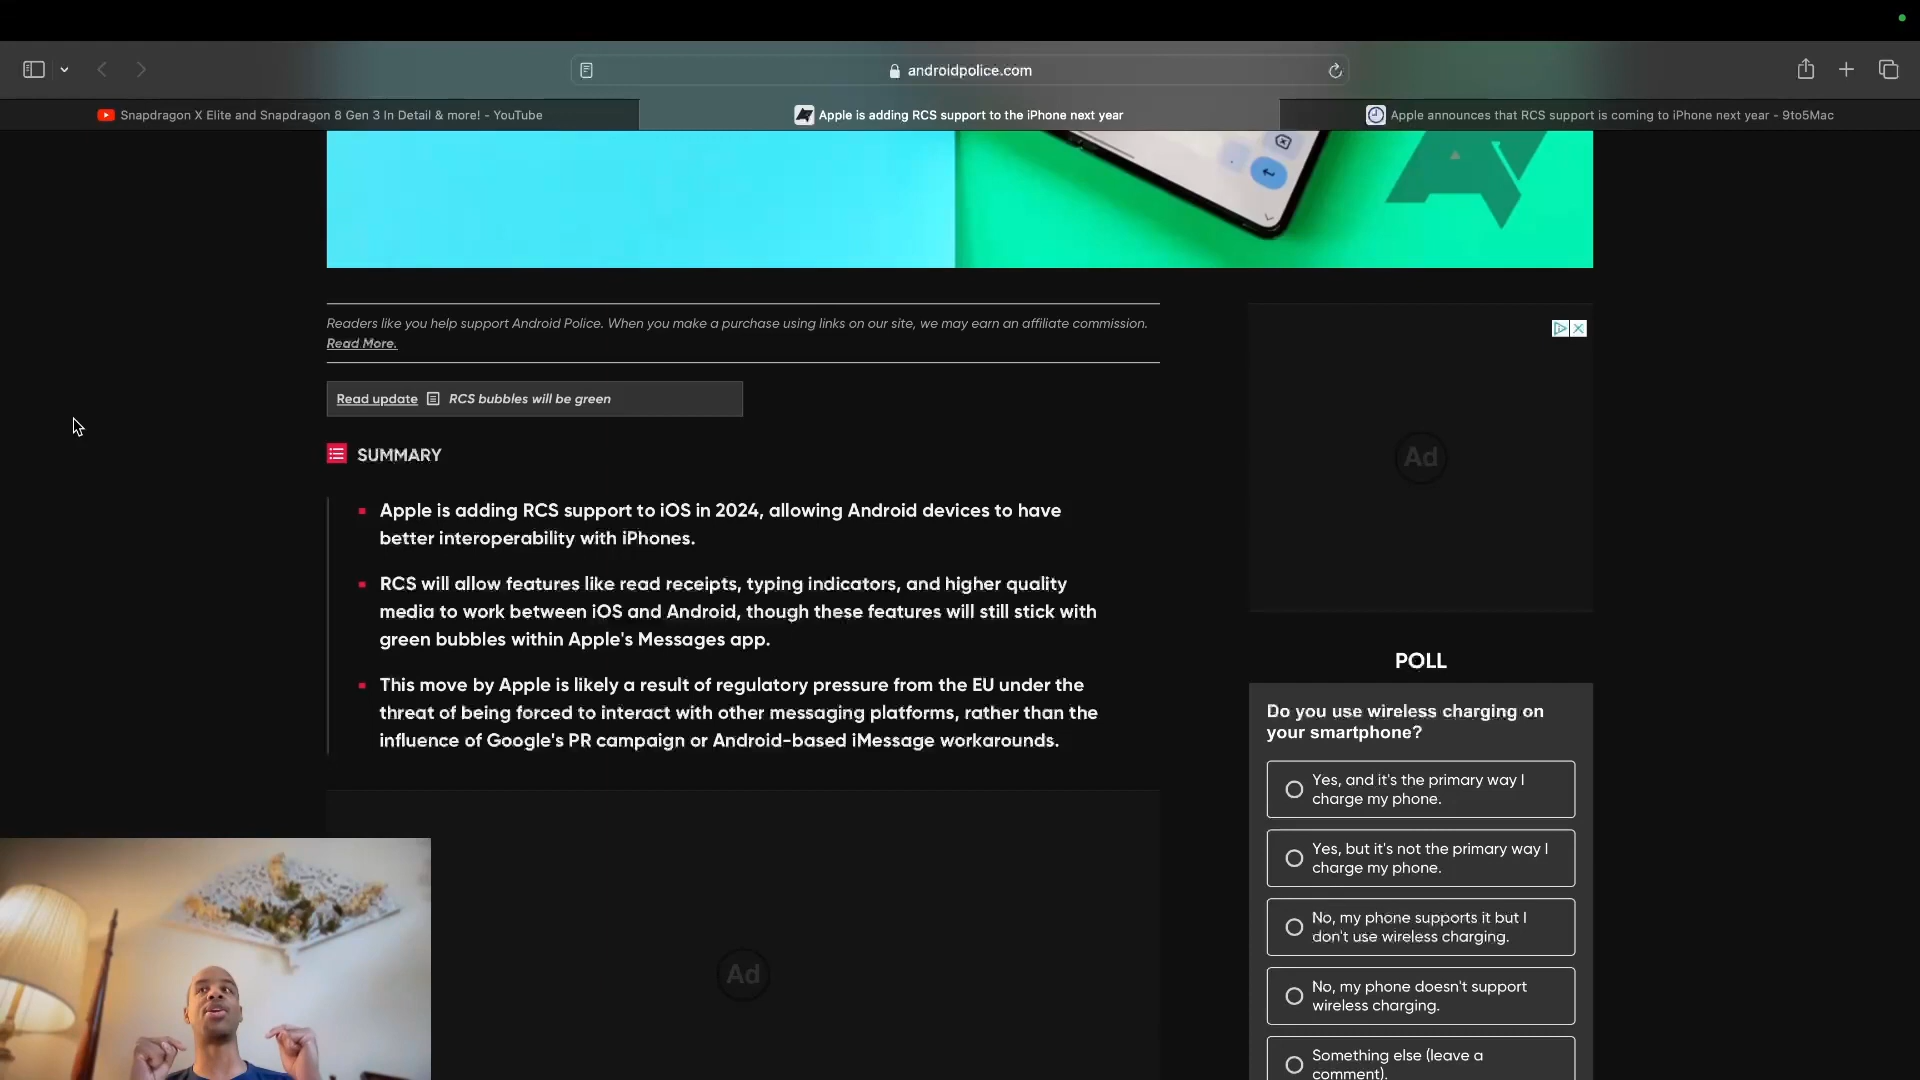 androidpolice.com
Snapdragon X Elite and Snapdragon 8 Gen 3 In Detail & more! - YouTube
Apple is adding RCS support to the iPhone next year
Apple announces that RCS support is coming to iPhone next year - 9to5Mac
Readers like you help support Android Police. When you make a purchase using links on our site, we may earn an affiliate commission.
Read More.
Read update RCS bubbles will be green
SUMMARY
Apple is adding RCS support to iOS in 2024, allowing Android devices to have
better interoperability with iPhones.
RCS will allow features like read receipts, typing indicators, and higher quality
media to work between iOS and Android, though these features will still stick with
green bubbles within Apple's Messages app.
This move by Apple is likely a result of regulatory pressure from the EU under the
threat of being forced to interact with other messaging platforms, rather than the
influence of Google's PR campaign or Android-based iMessage workarounds.
Ad
Ad
POLL
Do you use wireless charging on
your smartphone?
Yes, and it's the primary way I
charge my phone.
Yes, but it's not the primary way I
charge my phone.
No, my phone supports it but I
don't use wireless charging.
No, my phone doesn't support
wireless charging.
Something else (leave a
comment).